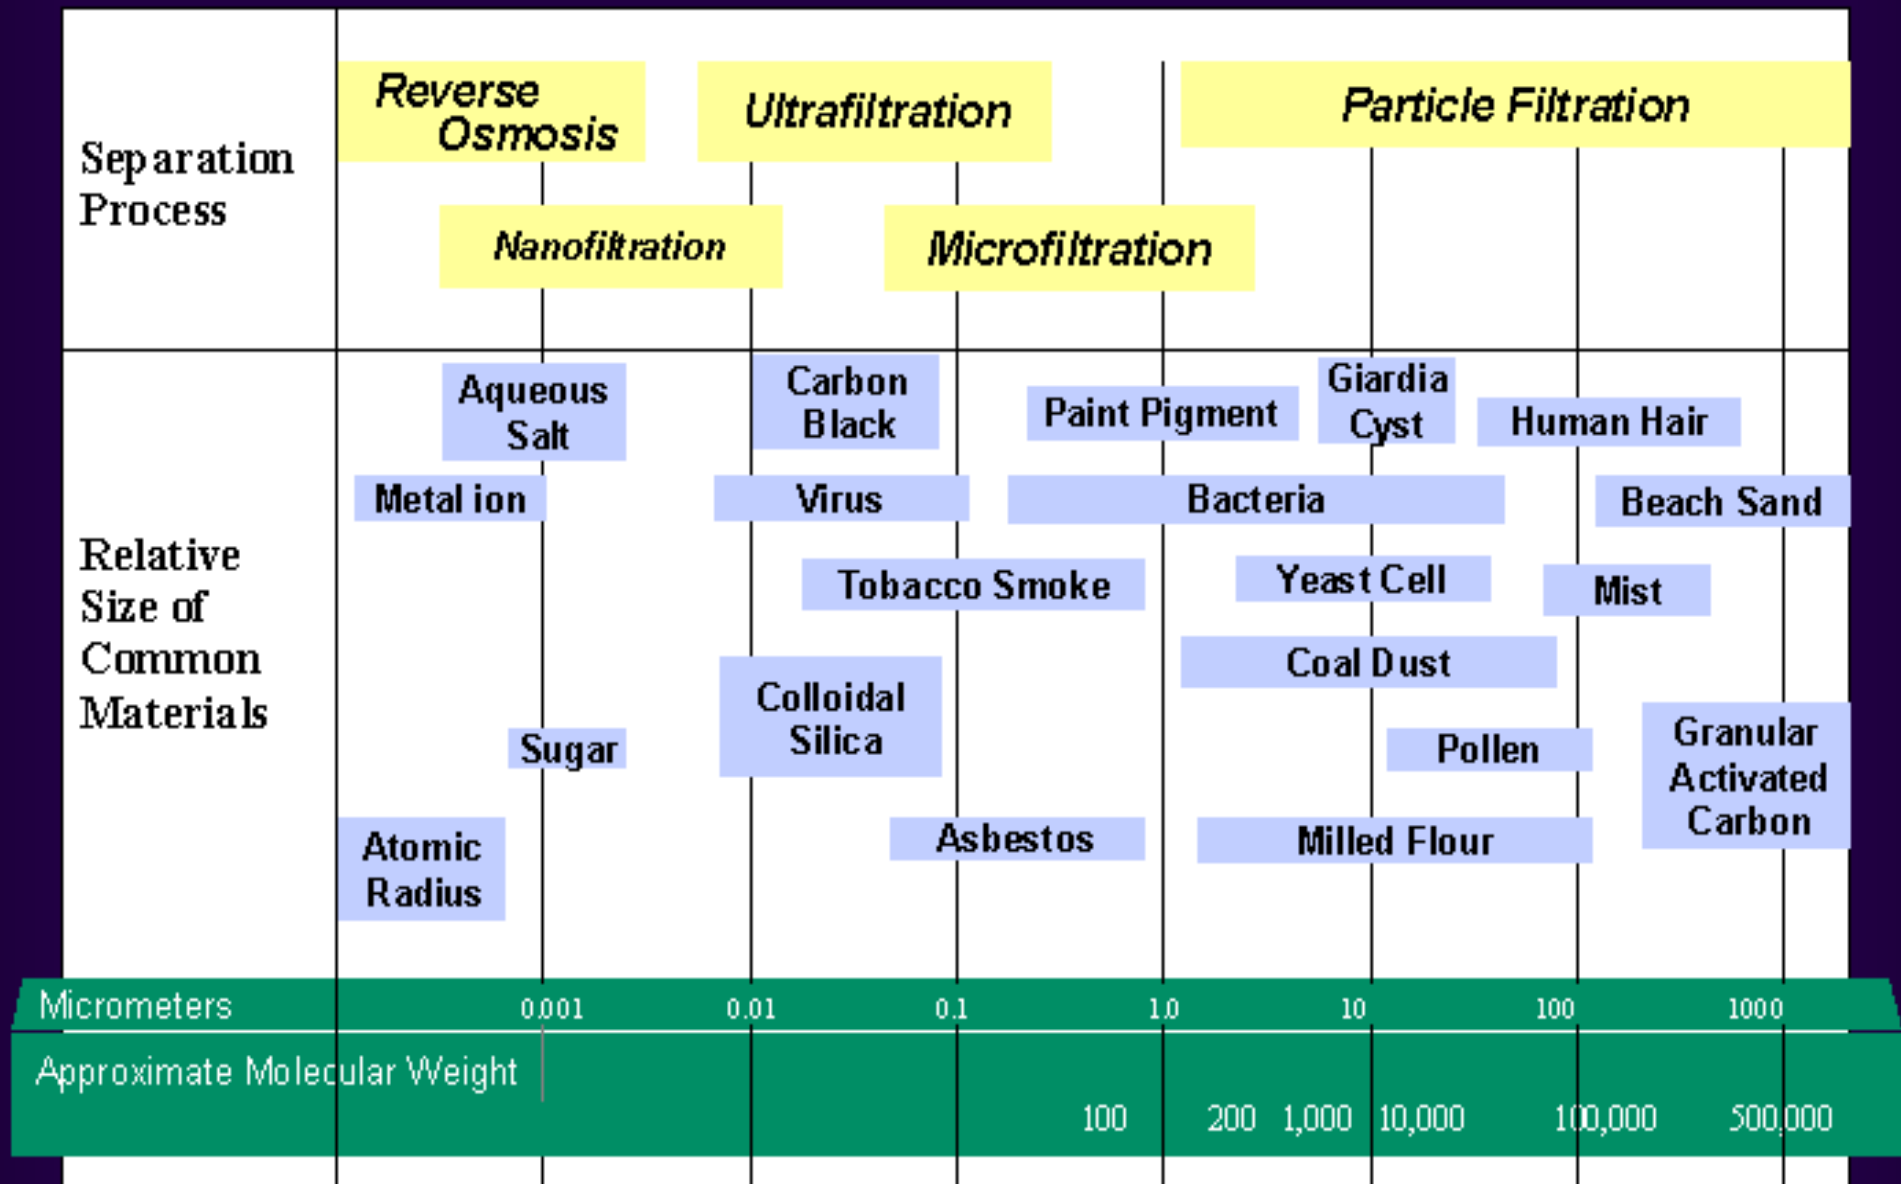 Separation
Process
Reverse
Osmosis
Ultrafiltration
Particle Filtration
Nanofiltration
Microfiltration
Relative
Size of
Common
Materials
Aqueous
Salt
Carbon
Black
Paint Pigment
Giardia
Cyst
Human Hair
Metal ion
Virus
Bacteria
Beach Sand
Tobacco Smoke
Yeast Cell
Mist
Colloidal
Silica
Coal Dust
Sugar
Pollen
Granular
Activated
Carbon
Atomic
Radius
Asbestos
Milled Flour
Micrometers 0.001 0.01 0.1 1.0 10 100 1000
Approximate Molecular Weight
100 200 1,000 10,000 100,000 500,000